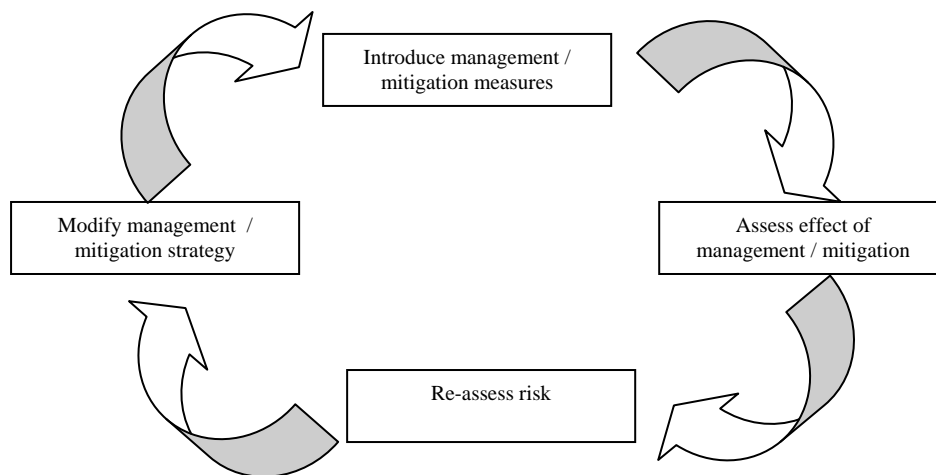 Introduce management /
mitigation measures
Assess effect of
management / mitigation
Re-assess risk
Modify management /
mitigation strategy